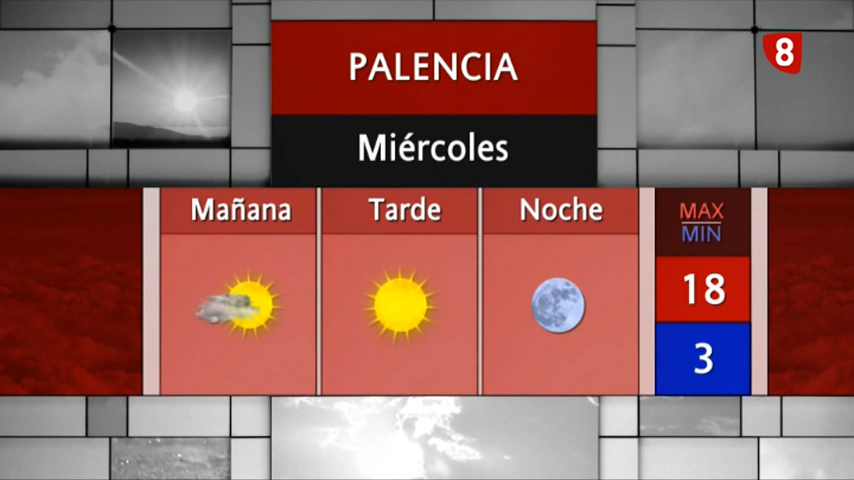 8
PALENCIA
Miércoles
Mañana
Tarde
Noche
MAX
MIN
18
3